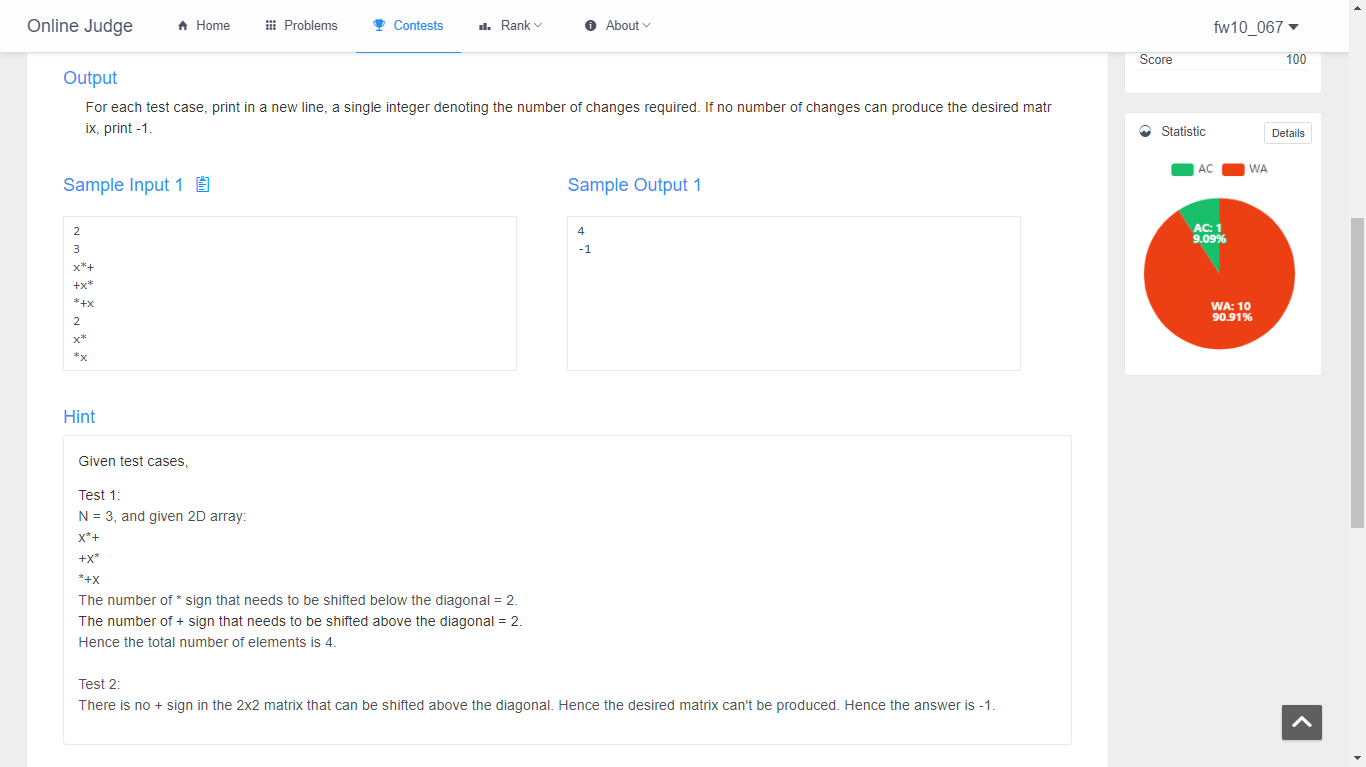 Online Judge
Home
Problems
Contests
Rank
About
fw10_067
Output
For each test case, print in a new line, a single integer denoting the number of changes required. If no number of changes can produce the desired matr
ix, print -1.
Sample Input 1
Sample Output 1
2
3
x*+
+x*
*+x
2
x*
*x
4
-1
Hint
Given test cases,
Test 1:
N = 3, and given 2D array:
x*+
+x*
*+x
The number of * sign that needs to be shifted below the diagonal = 2.
The number of + sign that needs to be shifted above the diagonal = 2.
Hence the total number of elements is 4.
Test 2:
There is no + sign in the 2x2 matrix that can be shifted above the diagonal. Hence the desired matrix can't be produced. Hence the answer is -1.
Score 100
Statistic
Details
AC WA
AC: 1
9.09%
WA: 10
90.91%